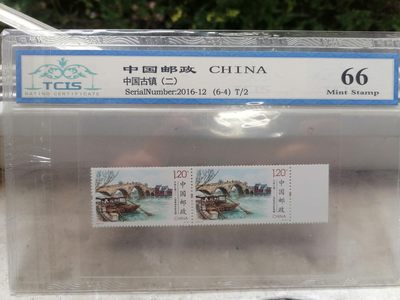 TCIS
RATING CERTIFICATE
中国邮政 CHINA
中国古镇（二）
SerialNumber:2016-12 (6-4) T/2
66
Mint Stamp
1.20
中国邮政
CHINA
1.20
中国邮政
CHINA